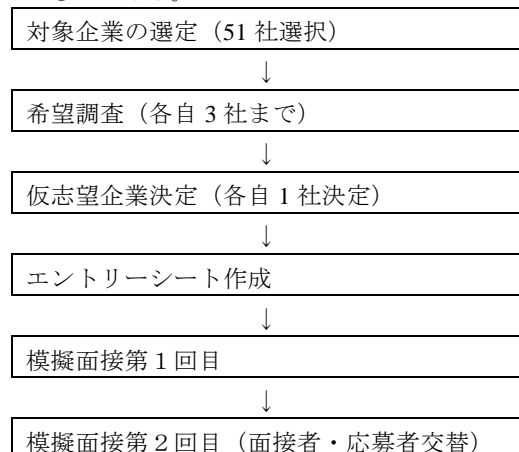 対象企業の選定（51 社選択）
↓
希望調査（各自 3 社まで）
↓
仮志望企業決定（各自 1 社決定）
↓
エントリーシート作成
↓
模擬面接第１回目
↓
模擬面接第２回目（面接者・応募者交替）